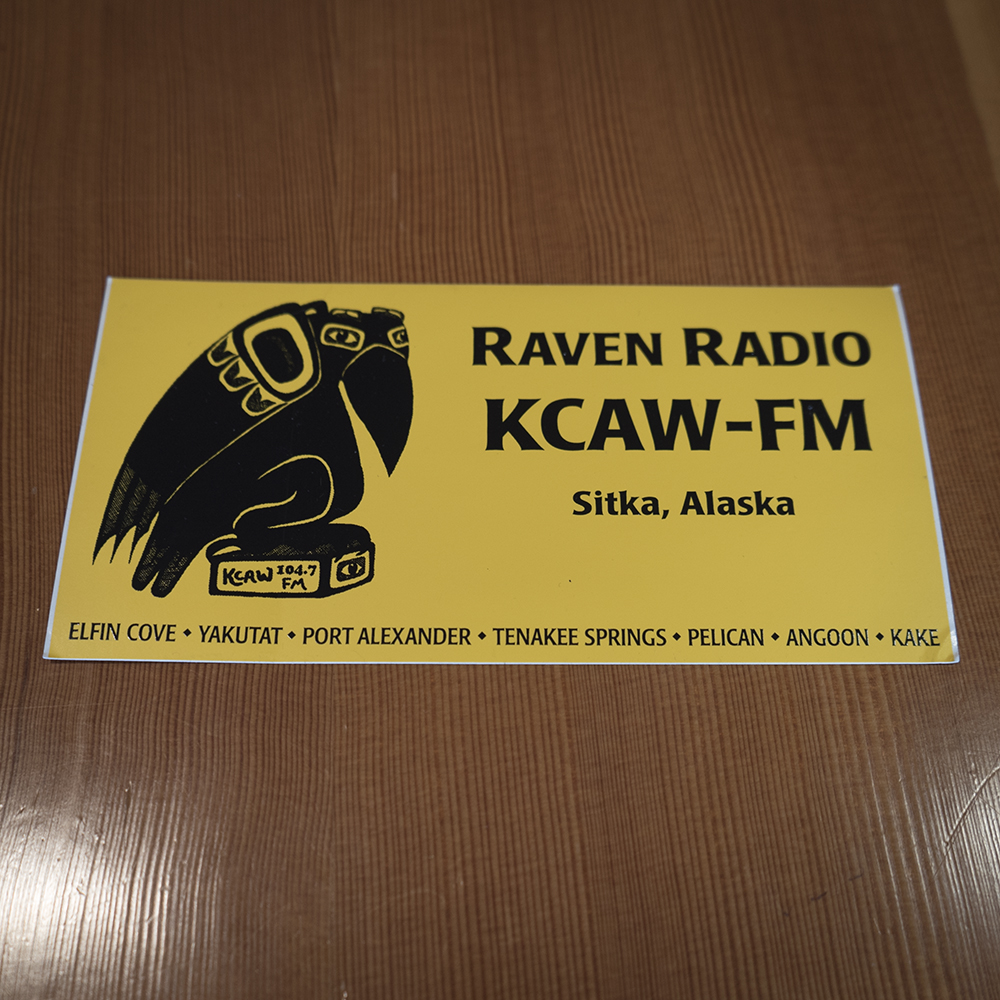 RAVEN RADIO
KCAW-FM
Sitka, Alaska
KCAW 104.7
FM
ELFIN COVE • YAKUTAT • PORT ALEXANDER • TENAKEE SPRINGS • PELICAN • ANGOON • KAKE